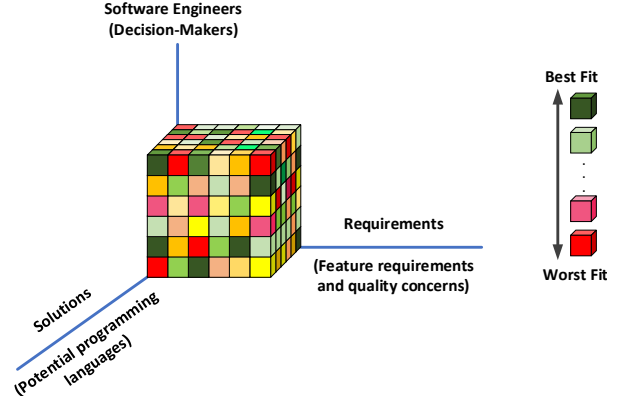 Software Engineers
(Decision-Makers)
Best Fit
Requirements
(Feature requirements
and quality concerns)
Worst Fit
Solutions
(Potential programming
languages)